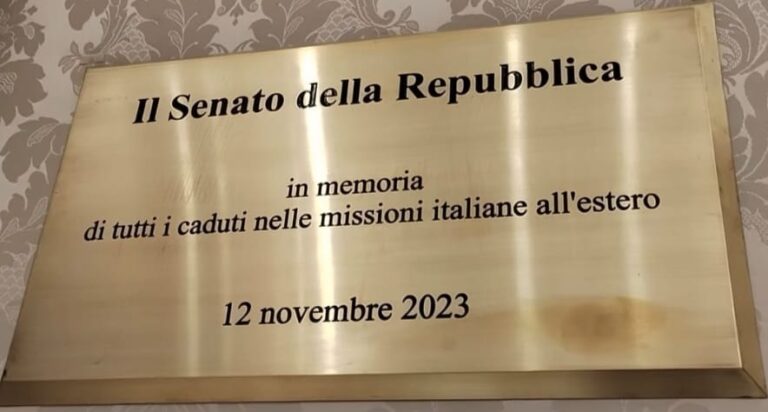 Il Senato della Repubblica
in memoria
di tutti i caduti nelle missioni italiane all'estero
12 novembre 2023